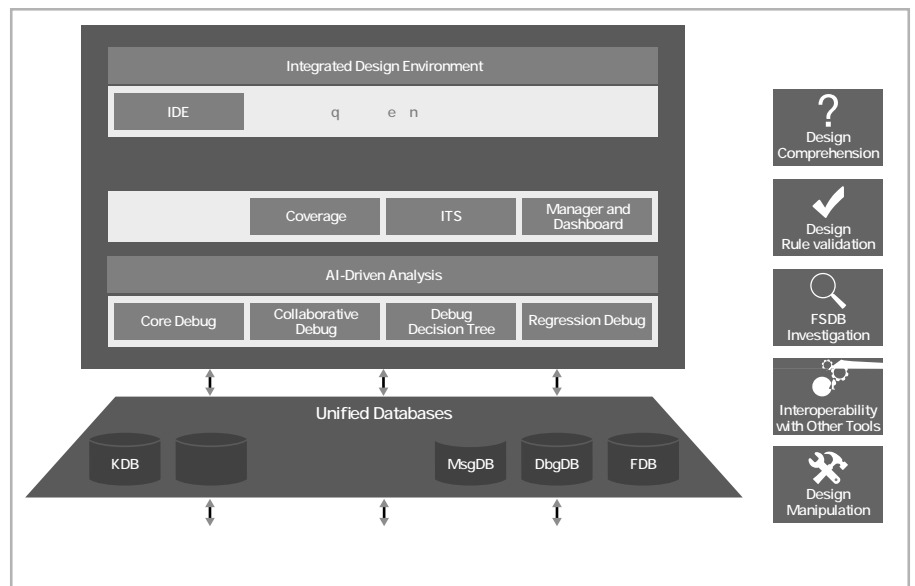 Integrated Design Environment
IDE
q e n
Coverage
ITS
Manager and
Dashboard
AI-Driven Analysis
Core Debug
Collaborative
Debug
Debug
Decision Tree
Regression Debug
Unified Databases
KDB
MsgDB
DbgDB
FDB
?
Design
Comprehension
Design
Rule validation
FSDB
Investigation
Interoperability
with Other Tools
Design
Manipulation